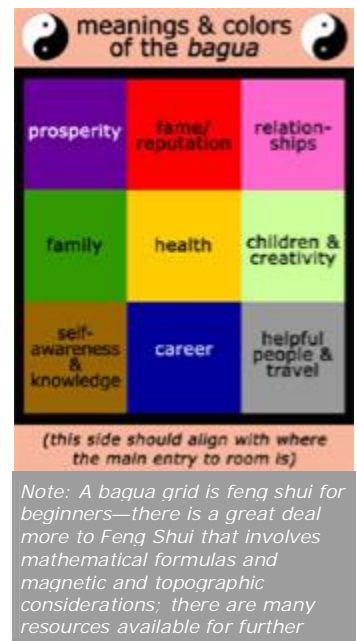 meanings & colors
of the bagua
prosperity
fame/
reputation
relation-
ships
family
health
children &
creativity
self-
awareness
&
knowledge
career
helpful
people &
travel
(this side should align with where
the main entry to room is)
Note: A bagua grid is feng shui for
beginners—there is a great deal
more to Feng Shui that involves
mathematical formulas and
magnetic and topographic
considerations; there are many
resources available for further